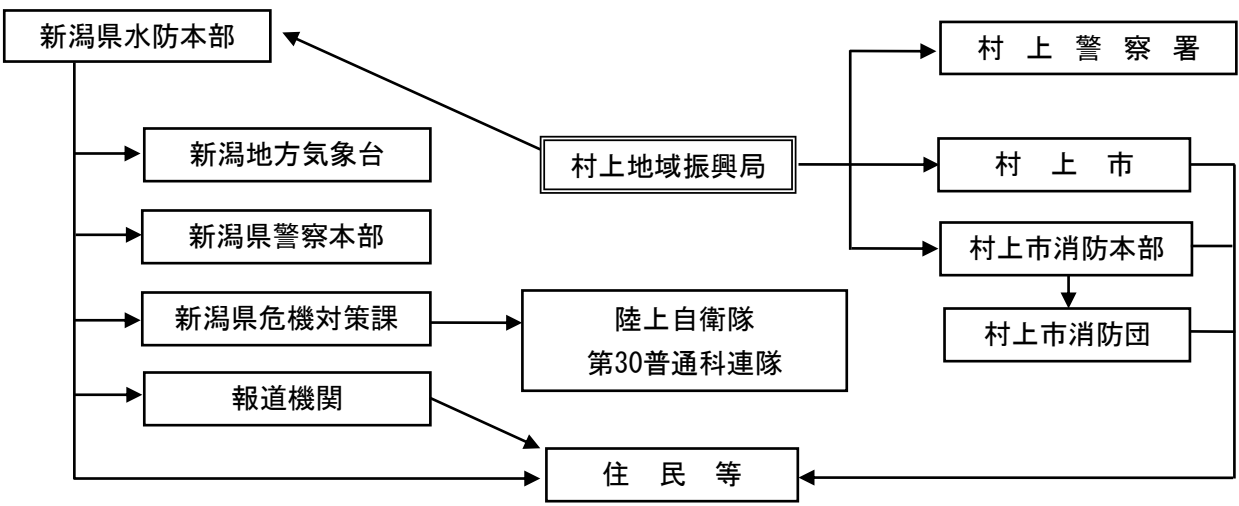 新潟県水防本部
村上警察署
新潟地方気象台
村上地域振興局
村上市
新潟県警察本部
村上市消防本部
新潟県危機対策課
陸上自衛隊
第30普通科連隊
村上市消防団
報道機関
住民等